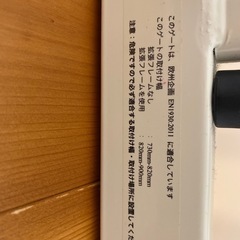 このゲートは、欧州企画 EN1930:2011 に適合しています
このゲートの取付け幅
拡張フレームなし : 730mm-820mm
拡張フレームを使用 : 820mm-900mm
注意：危険ですので必ず適合する取付け幅・取付け場所に設置してくだ